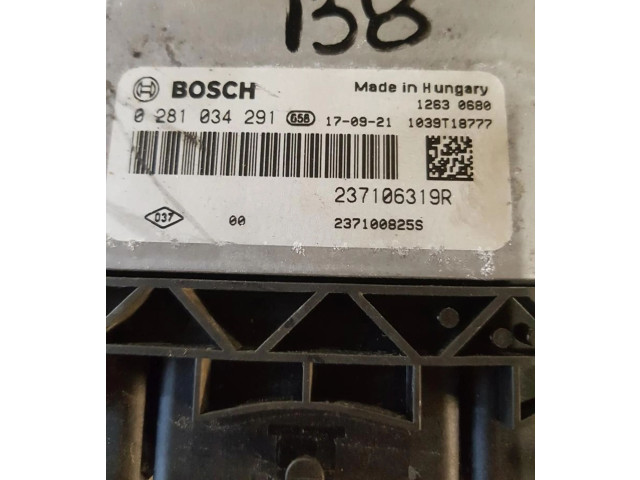 13B
BOSCH Made in Hungary
1263 0680
0 281 034 291 658 17-09-21 1039T18777
237106319R
037 00 237100825S